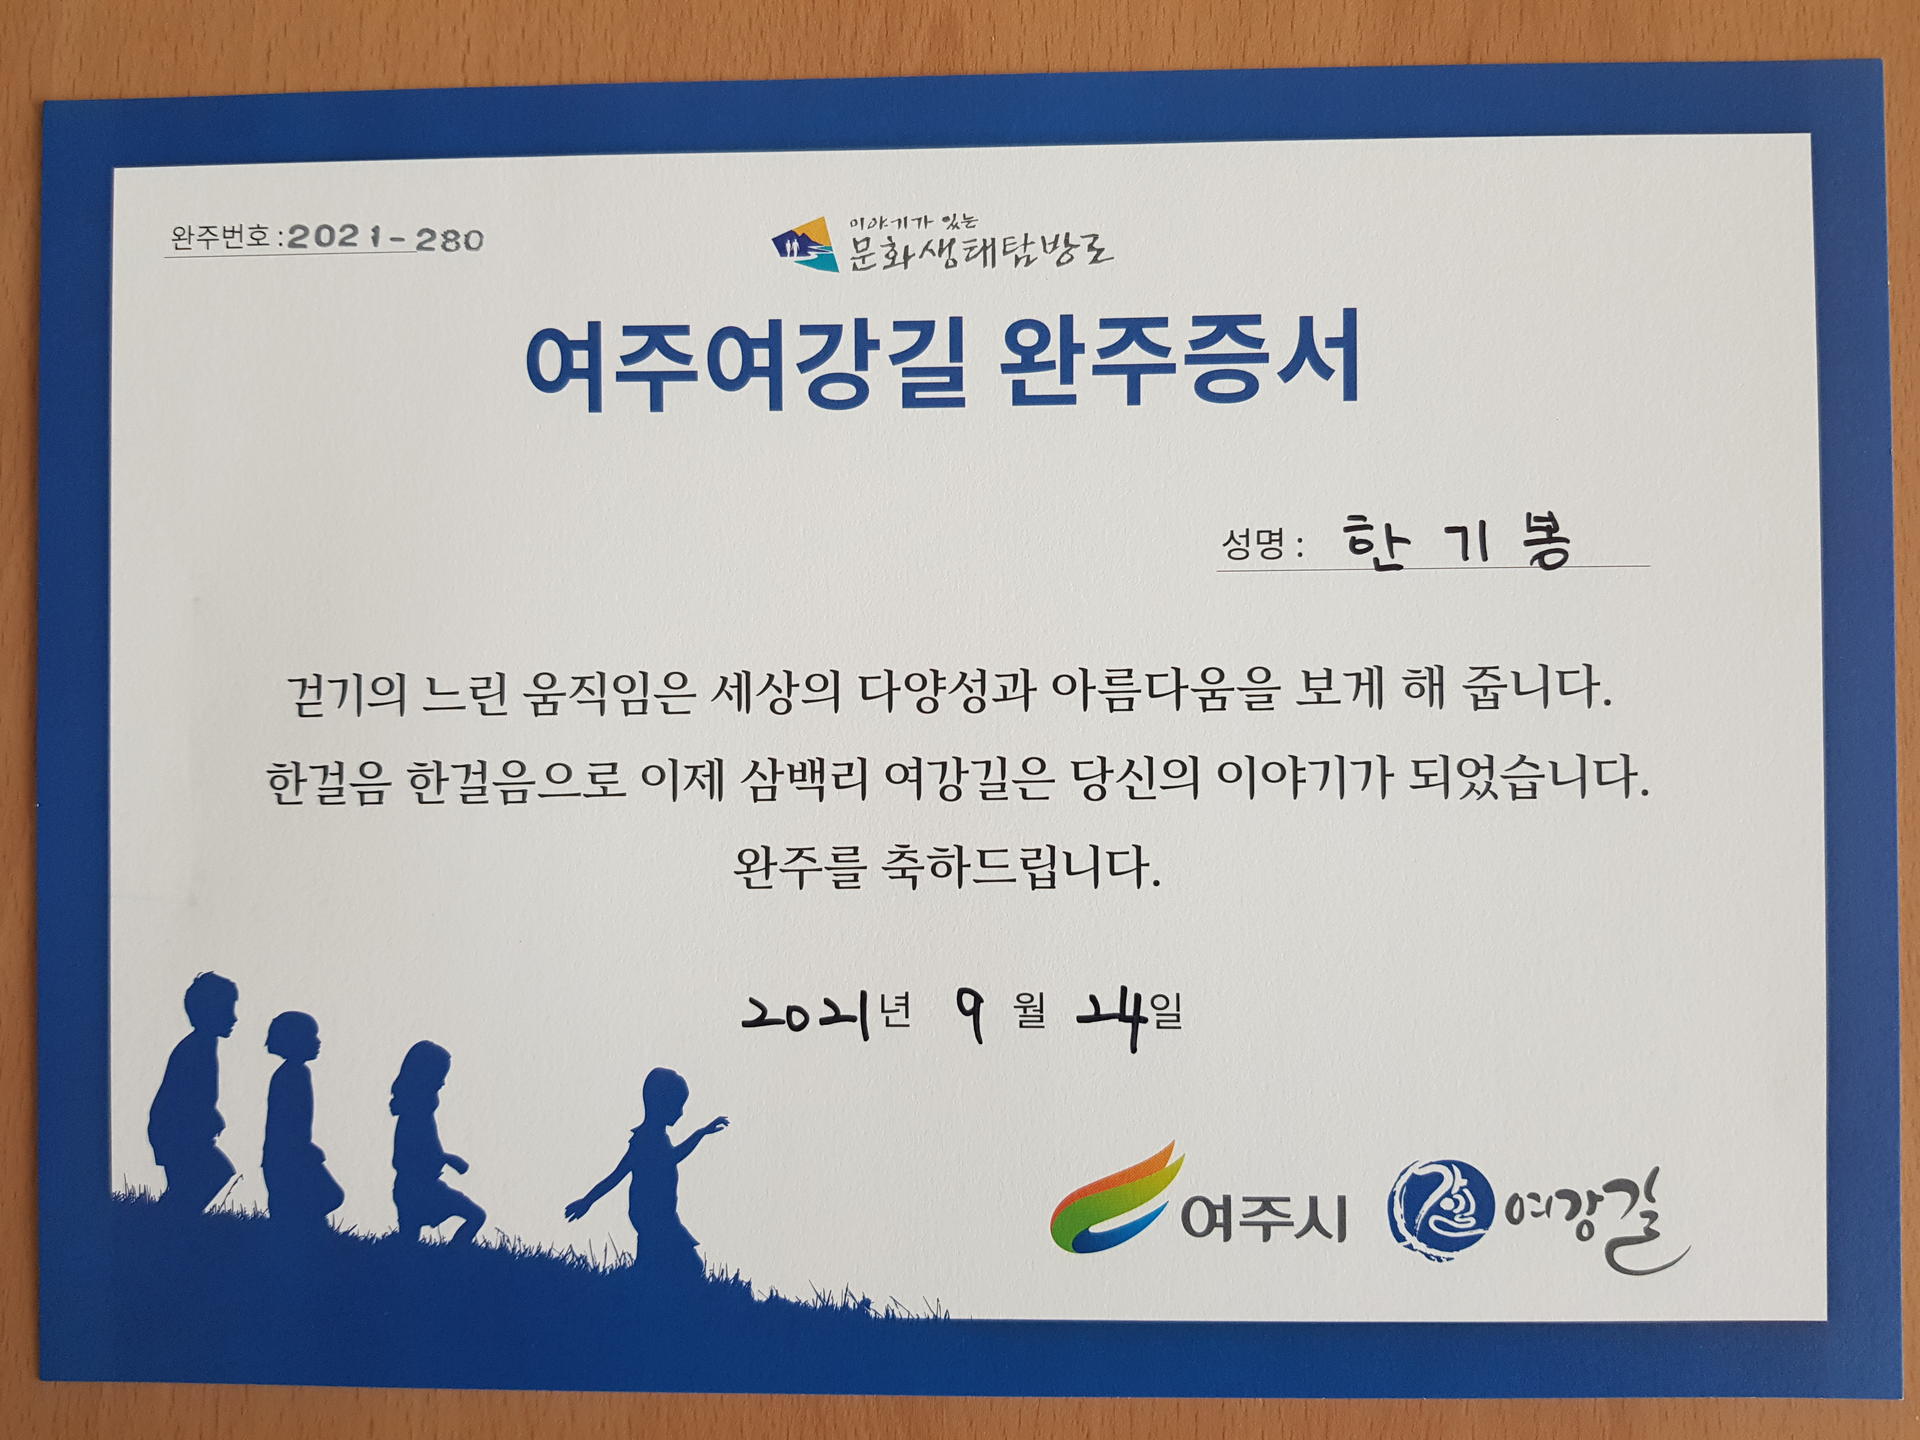 완주번호 : 2021-280
이야기가 있는
문화생태탐방로
여주여강길 완주증서
성명 : 한 기 봉
걷기의 느린 움직임은 세상의 다양성과 아름다움을 보게 해 줍니다.
한걸음 한걸음으로 이제 삼백리 여강길은 당신의 이야기가 되었습니다.
완주를 축하드립니다.
2021년 9월 24일
여주시
여강길